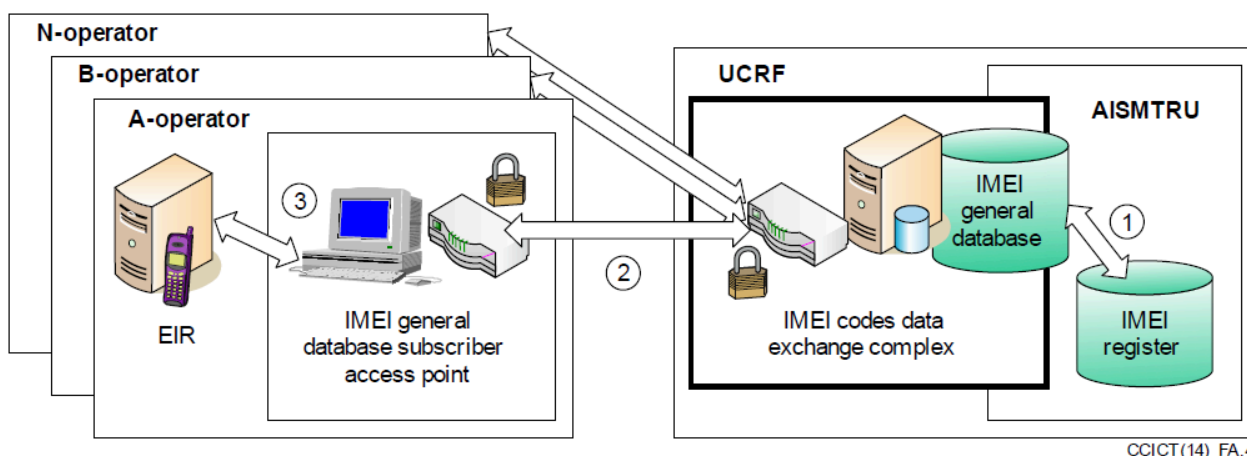 N-operator
B-operator
A-operator
3
EIR
IMEI general
database subscriber
access point
2
UCRF
AISMTRU
IMEI
general
database
1
IMEI codes data
exchange complex
IMEI
register
CCICT(14)_FA.4